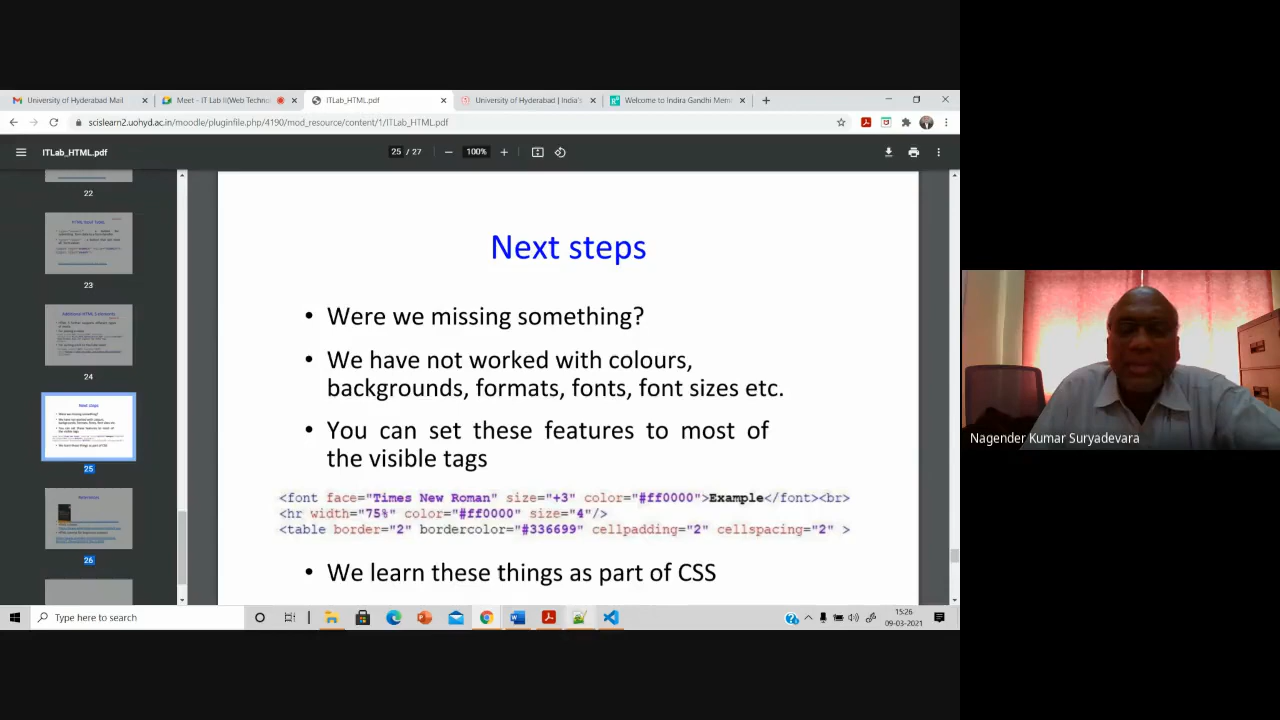 University of Hyderabad Mail
Meet - IT Lab II(Web Techno
ITLab_HTML.pdf
University of Hyderabad | India's
Welcome to Indira Gandhi Mem
scislearn2.uohyd.ac.in/moodle/pluginfile.php/4190/mod_resource/content/1/ITLab_HTML.pdf
ITLab_HTML.pdf
25 / 27
100%
22
23
24
25
26
Next steps
• Were we missing something?
• We have not worked with colours,
backgrounds, formats, fonts, font sizes etc.
• You can set these features to most of
the visible tags
<font face="Times New Roman" size="+3" color="#ff0000">Example</font><br>
<hr width="75%" color="#ff0000" size="4"/>
<table border="2" bordercolor="#336699" cellpadding="2" cellspacing="2" >
• We learn these things as part of CSS
Nagender Kumar Suryadevara
Type here to search
15:26
09-03-2021